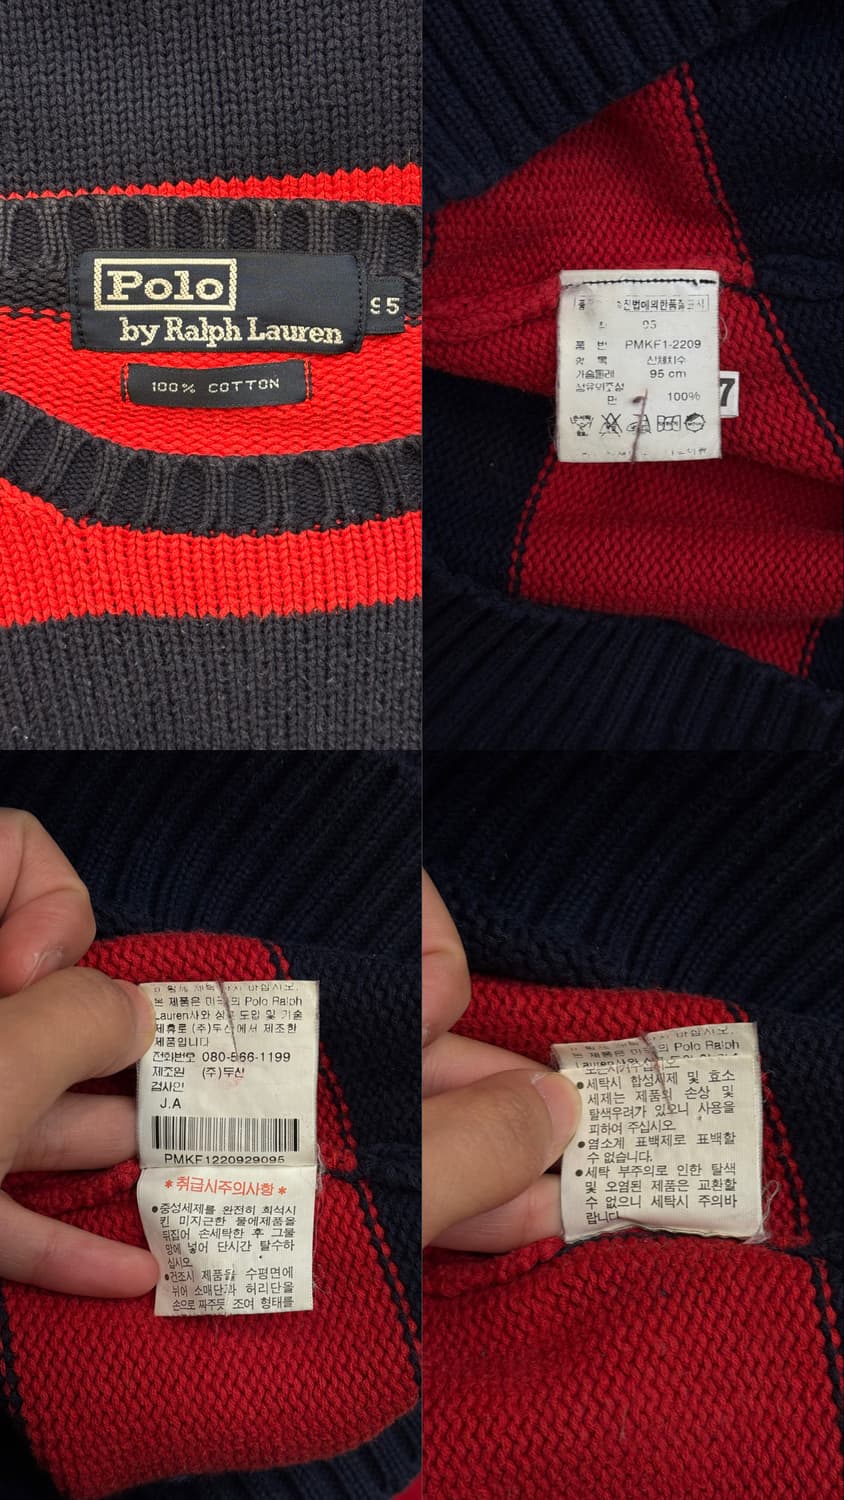 Polo
by Ralph Lauren
95
100% COTTON
95
품 번 PMKF1-2209
신체치수
가슴둘레 95 cm
섬유의조성
면 100%
7
본 제품은 미국의 Polo Ralph
Lauren사와 상표 도입 및 기술
제휴로 (주)두산에서 제조한
제품입니다.
전화번호 080-566-1199
제조원 (주)두산
검사인
J.A
PMKF1220929095
*취급시주의사항*
●중성세제를 완전히 희석시
킨 미지근한 물에제품을
뒤집어 손세탁한 후 그물
망에 넣어 단시간 탈수하
십시오
●건조시 제품을 수평면에
뉘어 소매단과 허리단을
손으로 짜주듯 조여 형태를
Polo Ralph
●세탁시 합성세제 및 효소
세제는 제품의 손상 및
탈색우려가 있으니 사용을
피하여 주십시오
●염소계 표백제로 표백할
수 없습니다.
●세탁 부주의로 인한 탈색
및 오염된 제품은 교환할
수 없으니 세탁시 주의바
랍니다.